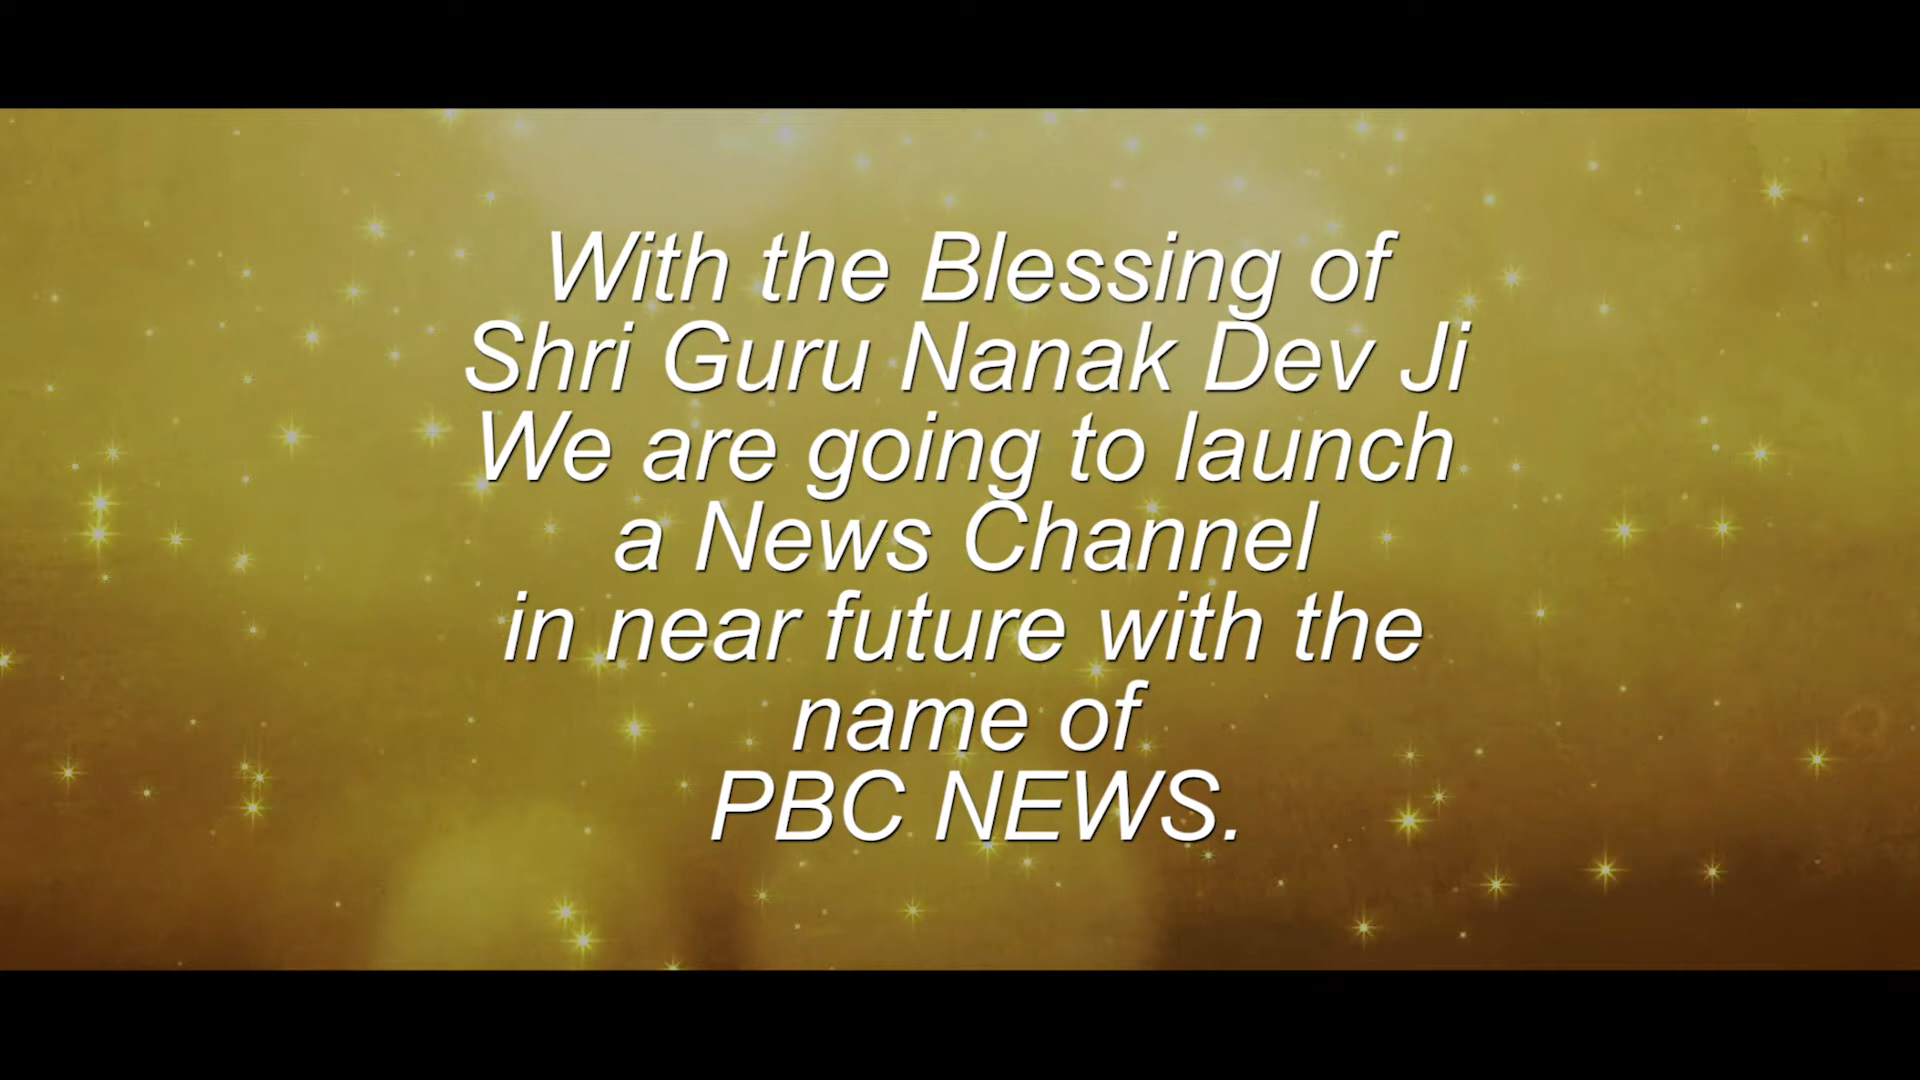 With the Blessing of
Shri Guru Nanak Dev Ji
We are going to launch
a News Channel
in near future with the
name of
PBC NEWS.